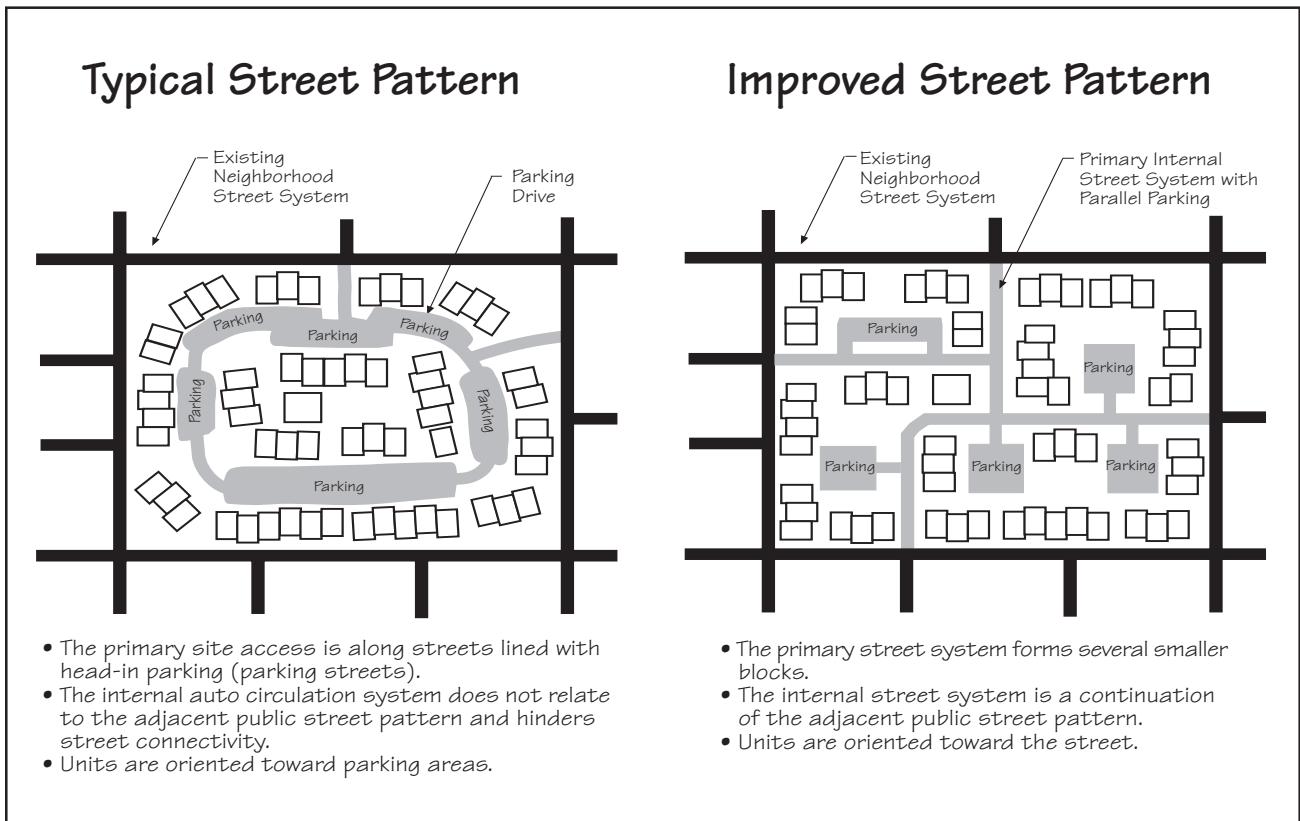 Typical Street Pattern
Existing
Neighborhood
Street System
Parking
Drive
Parking
Parking
Parking
Parking
Parking
Parking
• The primary site access is along streets lined with
head-in parking (parking streets).
• The internal auto circulation system does not relate
to the adjacent public street pattern and hinders
street connectivity.
• Units are oriented toward parking areas.
Improved Street Pattern
Existing
Neighborhood
Street System
Primary Internal
Street System with
Parallel Parking
Parking
Parking
Parking
Parking
Parking
• The primary street system forms several smaller
blocks.
• The internal street system is a continuation
of the adjacent public street pattern.
• Units are oriented toward the street.